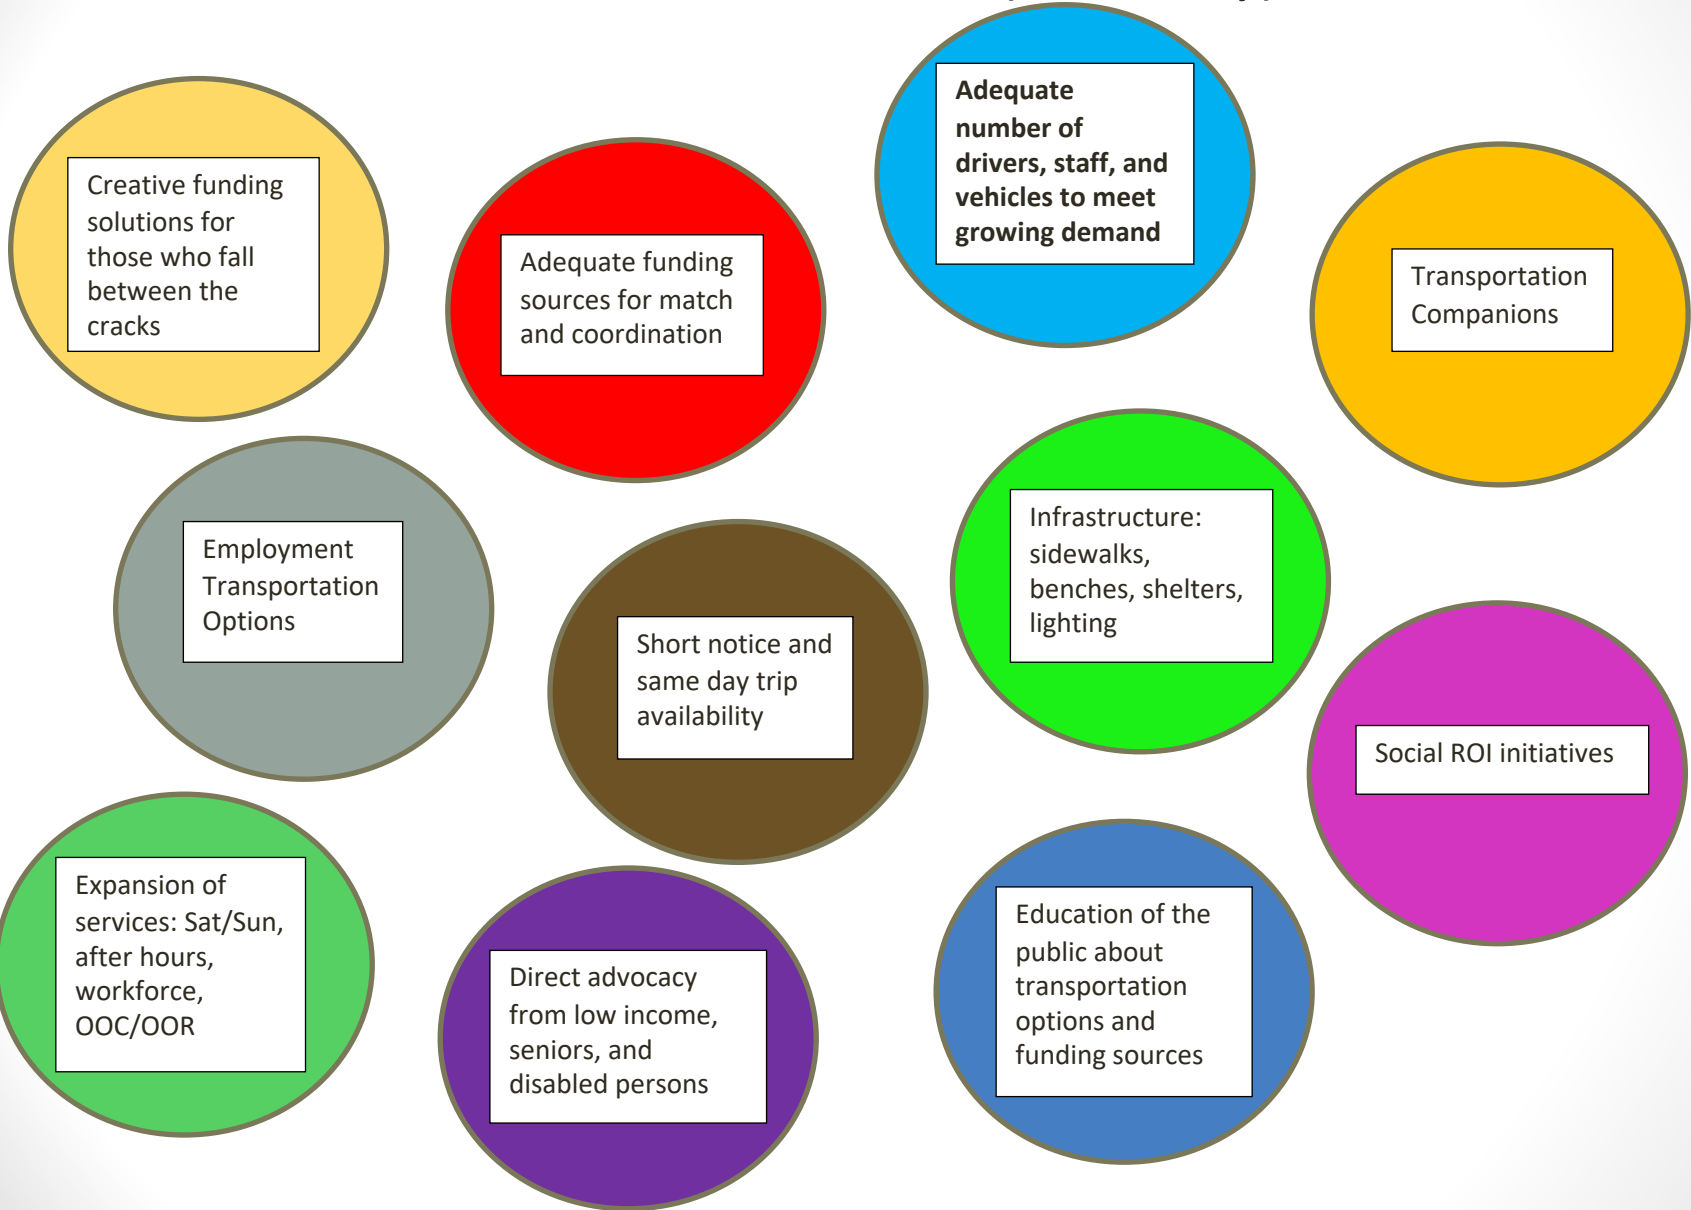 Creative funding
solutions for
those who fall
between the
cracks
Adequate funding
sources for match
and coordination
Adequate
number of
drivers, staff, and
vehicles to meet
growing demand
Transportation
Companions
Employment
Transportation
Options
Short notice and
same day trip
availability
Infrastructure:
sidewalks,
benches, shelters,
lighting
Social ROI initiatives
Expansion of
services: Sat/Sun,
after hours,
workforce,
OOC/OOR
Direct advocacy
from low income,
seniors, and
disabled persons
Education of the
public about
transportation
options and
funding sources